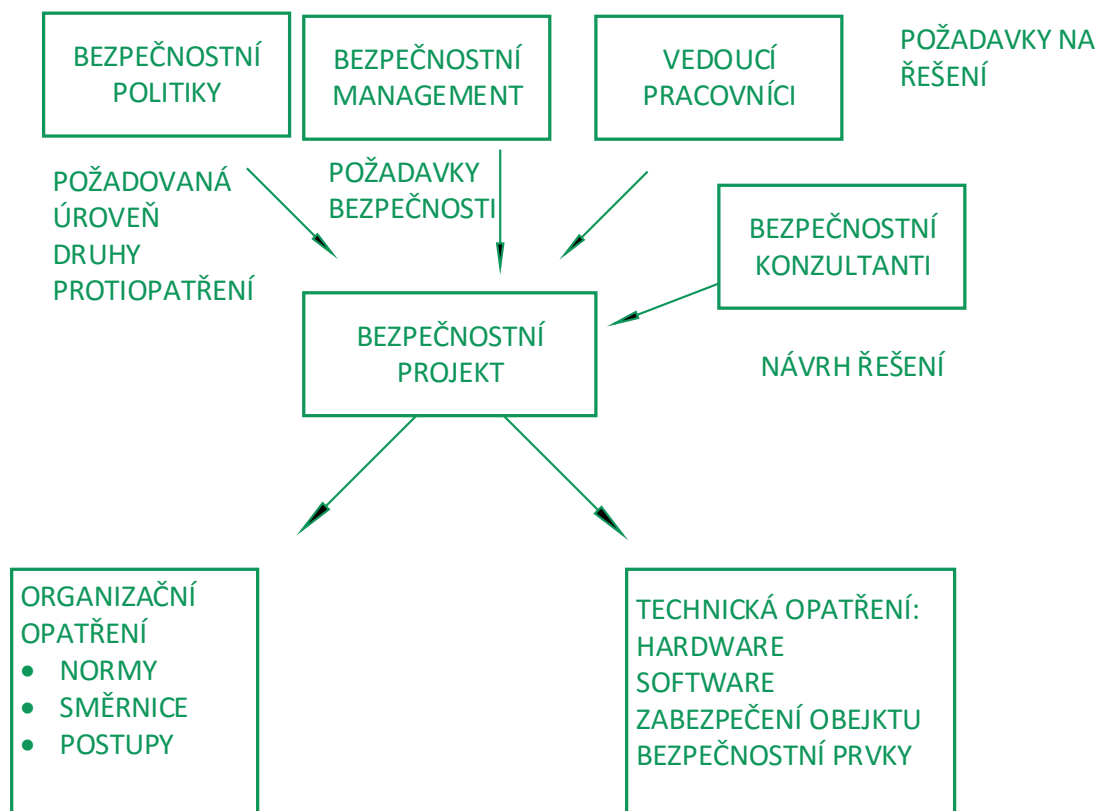 BEZPEČNOSTNÍ
POLITIKY
BEZPEČNOSTNÍ
MANAGEMENT
VEDOUCÍ
PRACOVNÍCI
POŽADAVKY NA
ŘEŠENÍ
POŽADOVANÁ
ÚROVEŇ
DRUHY
PROTIOPATŘENÍ
POŽADAVKY
BEZPEČNOSTI
BEZPEČNOSTNÍ
KONZULTANTI
BEZPEČNOSTNÍ
PROJEKT
NÁVRH ŘEŠENÍ
ORGANIZAČNÍ
OPATŘENÍ
• NORMY
• SMĚRNICE
• POSTUPY
TECHNICKÁ OPATŘENÍ:
HARDWARE
SOFTWARE
ZABEZPEČENÍ OBEJKTU
BEZPEČNOSTNÍ PRVKY